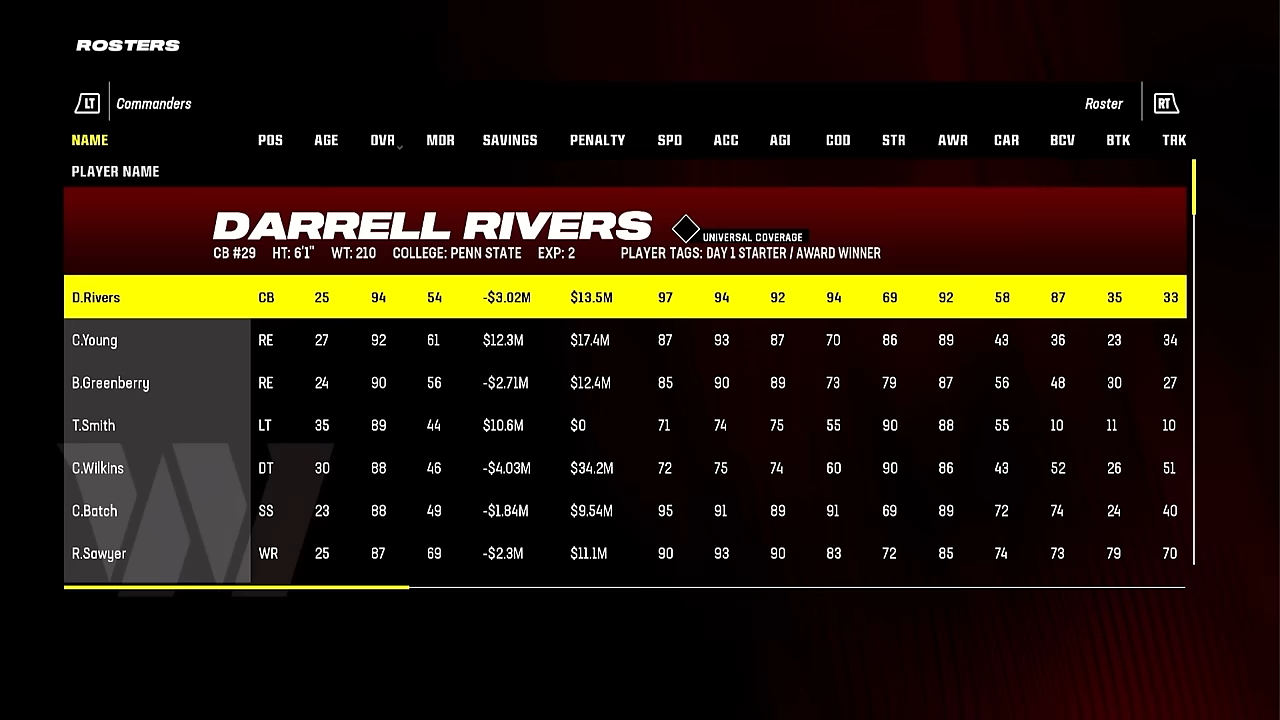 ROSTERS
LT Commanders Roster RT
NAME POS AGE OVR MOR SAVINGS PENALTY SPD ACC AGI COD STR AWR CAR BCV BTK TRK
PLAYER NAME
DARRELL RIVERS UNIVERSAL COVERAGE
CB #29 HT: 6'1" WT: 210 COLLEGE: PENN STATE EXP: 2 PLAYER TAGS: DAY 1 STARTER / AWARD WINNER
D.Rivers CB 25 94 54 -$3.02M $13.5M 97 94 92 94 69 92 58 87 35 33
C.Young RE 27 92 61 $12.3M $17.4M 87 93 87 70 86 89 43 36 23 34
B.Greenberry RE 24 90 56 -$2.71M $12.4M 85 90 89 73 79 87 56 48 30 27
T.Smith LT 35 89 44 $10.6M $0 71 74 75 55 90 88 55 10 11 10
C.Wilkins DT 30 88 46 -$4.03M $34.2M 72 75 74 60 90 86 43 52 26 51
C.Batch SS 23 88 49 -$1.84M $9.54M 95 91 89 91 69 89 72 74 24 40
R.Sawyer WR 25 87 69 -$2.3M $11.1M 90 93 90 83 72 85 74 73 79 70